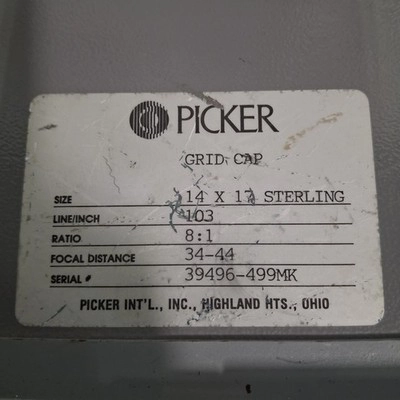 PICKER
GRID CAP
SIZE 14 X 17 STERLING
LINE/INCH 103
RATIO 8:1
FOCAL DISTANCE 34-44
SERIAL # 39496-499MK
PICKER INT'L., INC., HIGHLAND HTS., OHIO